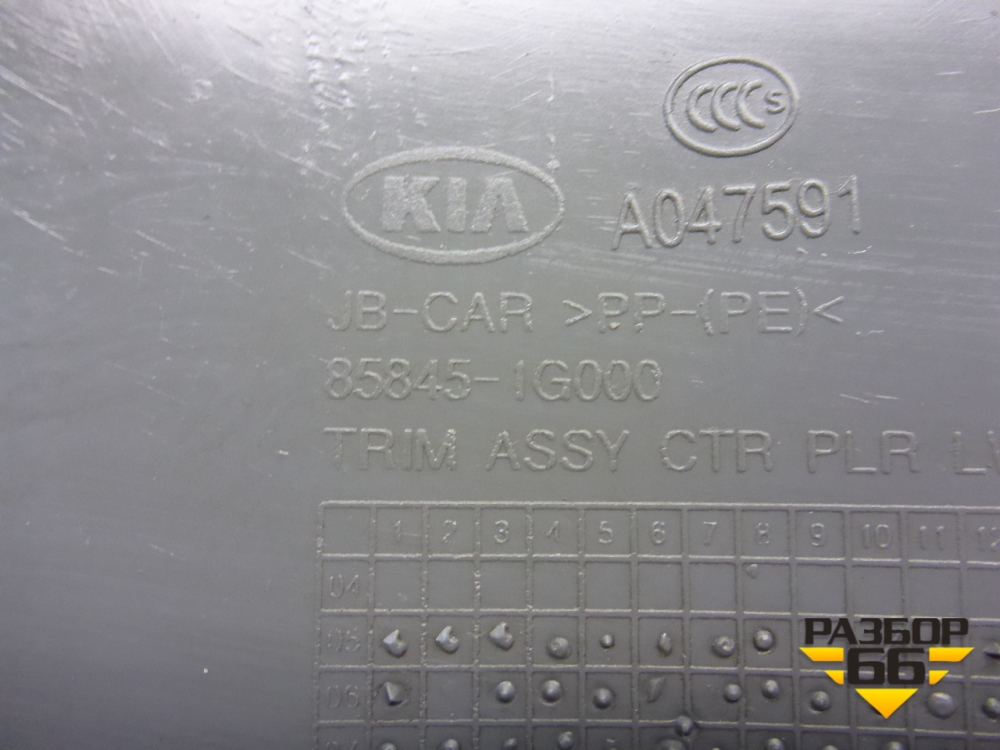 CCC S
KIA
A047591
JB-CAR >PP-(PE)<
85845-1G000
TRIM ASSY CTR PLR
1 2 3 4 5 6 7 8 9 10 11 12
04
05
06
РАЗБОР
66